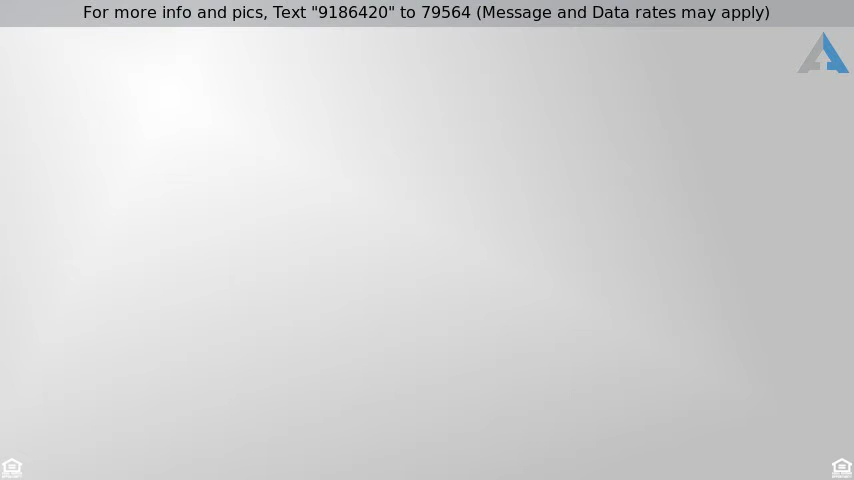 For more info and pics, Text "9186420" to 79564 (Message and Data rates may apply)